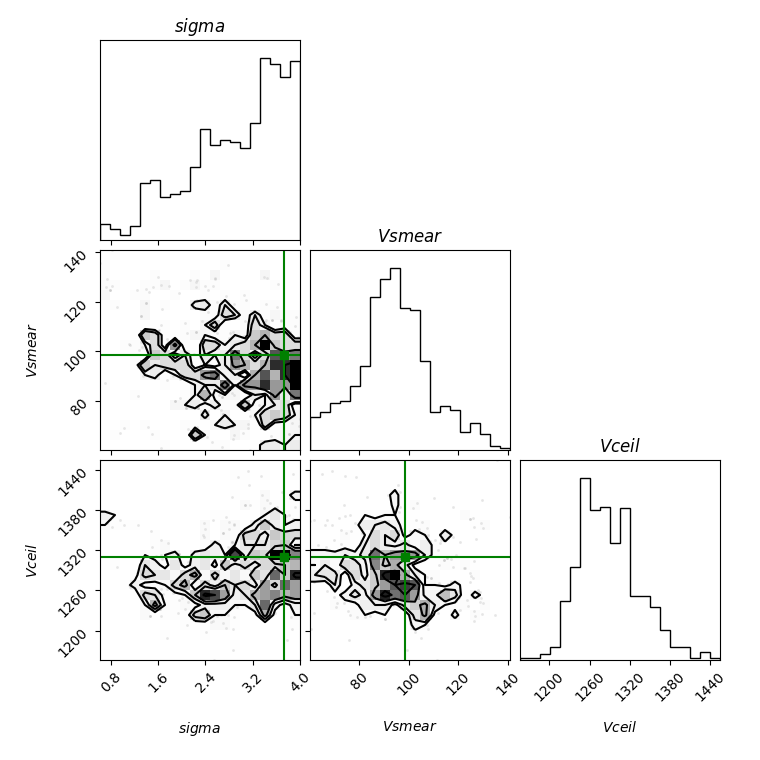 sigma
Vsmear
Vsmear
140
120
100
80
Vceil
Vceil
1440
1380
1320
1260
1200
0.8 1.6 2.4 3.2 4.0
80 100 120 140
1200 1260 1320 1380 1440
sigma Vsmear Vceil